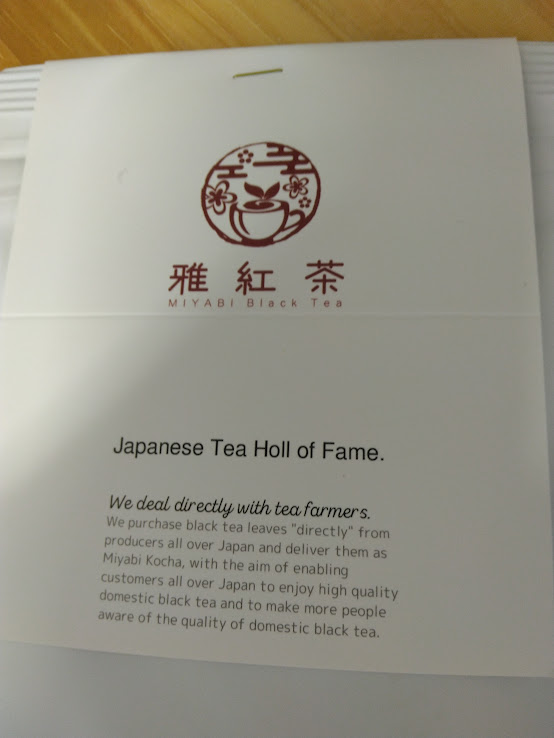 雅紅茶
MIYABI Black Tea
Japanese Tea Holl of Fame.
We deal directly with tea farmers.
We purchase black tea leaves "directly" from
producers all over Japan and deliver them as
Miyabi Kocha, with the aim of enabling
customers all over Japan to enjoy high quality
domestic black tea and to make more people
aware of the quality of domestic black tea.